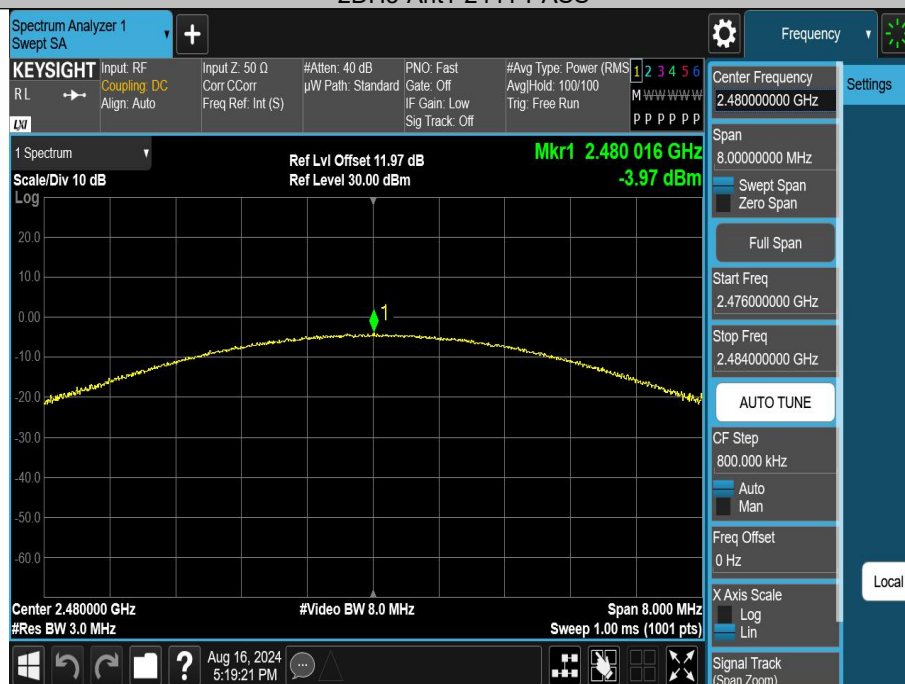 Spectrum Analyzer 1
Swept SA
Frequency
KEYSIGHT
RL
LXI
Input: RF
Coupling: DC
Align: Auto
Input Z: 50 Ω
Corr CCorr
Freq Ref: Int (S)
#Atten: 40 dB
µW Path: Standard
PNO: Fast
Gate: Off
IF Gain: Low
Sig Track: Off
#Avg Type: Power (RMS
Avg|Hold: 100/100
Trig: Free Run
1 2 3 4 5 6
M W W W W W
P P P P P P
1 Spectrum
Scale/Div 10 dB
Log
Ref Lvl Offset 11.97 dB
Ref Level 30.00 dBm
Mkr1 2.480 016 GHz
-3.97 dBm
20.0
10.0
0.00
-10.0
-20.0
-30.0
-40.0
-50.0
-60.0
1
Center 2.480000 GHz
#Res BW 3.0 MHz
#Video BW 8.0 MHz
Span 8.000 MHz
Sweep 1.00 ms (1001 pts)
Center Frequency
2.480000000 GHz
Span
8.00000000 MHz
Swept Span
Zero Span
Full Span
Start Freq
2.476000000 GHz
Stop Freq
2.484000000 GHz
AUTO TUNE
CF Step
800.000 kHz
Auto
Man
Freq Offset
0 Hz
X Axis Scale
Log
Lin
Signal Track
(Span Zoom)
Settings
Local
Aug 16, 2024
5:19:21 PM